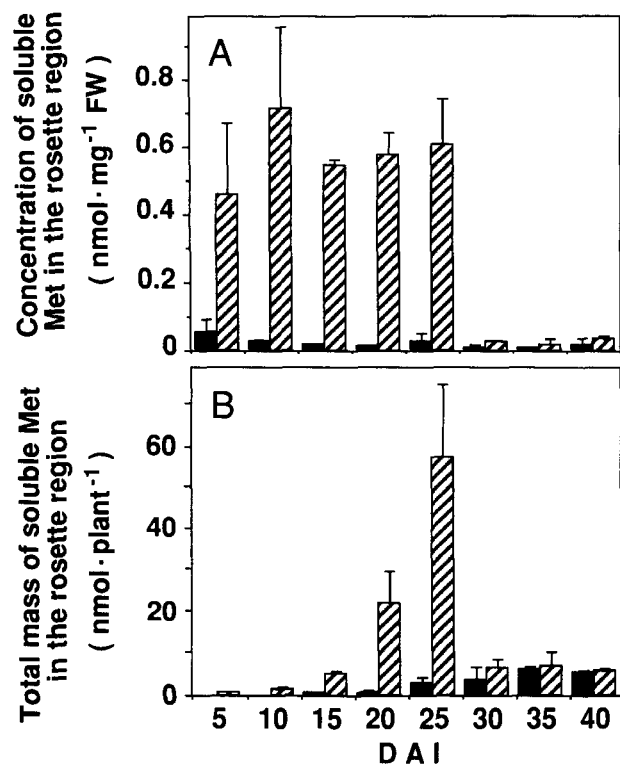 Concentration of soluble
Met in the rosette region
( nmol·mg⁻¹ FW )
A
0.8
0.6
0.4
0.2
0
Total mass of soluble Met
in the rosette region
( nmol·plant⁻¹ )
B
60
40
20
0
5 10 15 20 25 30 35 40
D A I